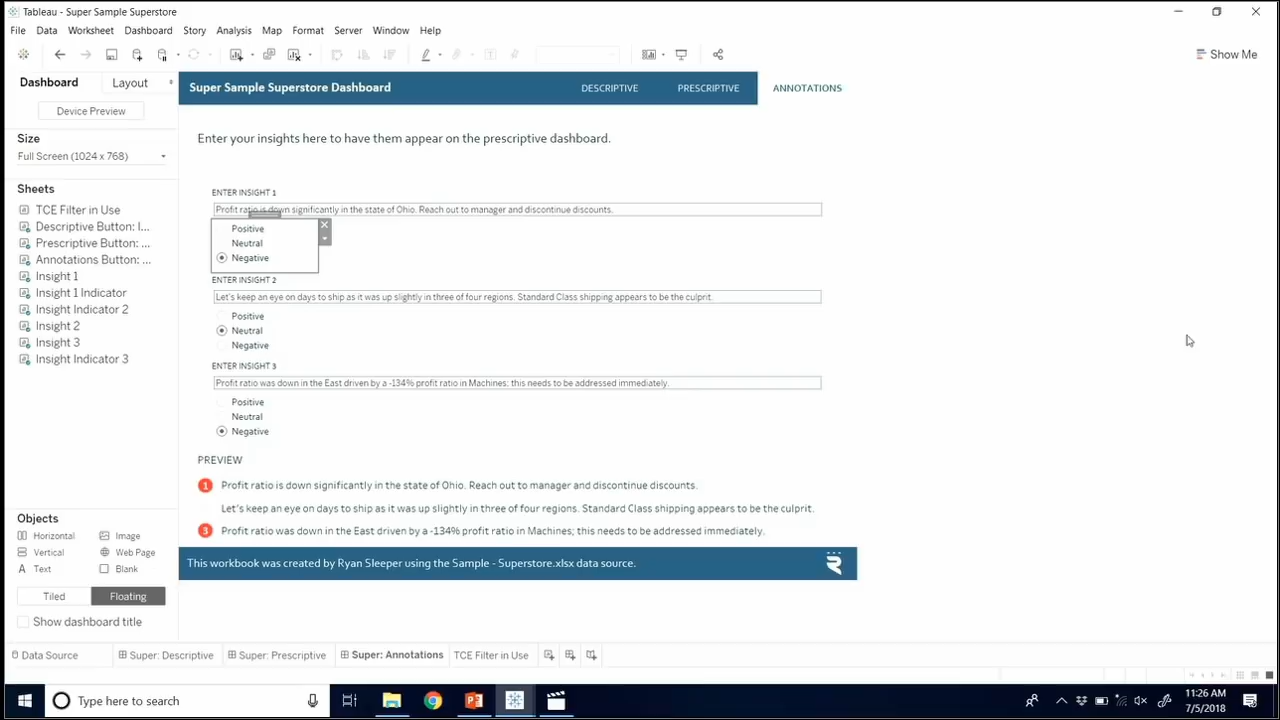 Tableau - Super Sample Superstore
File Data Worksheet Dashboard Story Analysis Map Format Server Window Help
Show Me
Dashboard Layout
Device Preview
Size
Full Screen (1024 x 768)
Sheets
TCE Filter in Use
Descriptive Button: I...
Prescriptive Button: ...
Annotations Button: ...
Insight 1
Insight 1 Indicator
Insight Indicator 2
Insight 2
Insight 3
Insight Indicator 3
Objects
Horizontal Image
Vertical Web Page
A Text Blank
Tiled Floating
Show dashboard title
Super Sample Superstore Dashboard DESCRIPTIVE PRESCRIPTIVE ANNOTATIONS
Enter your insights here to have them appear on the prescriptive dashboard.
ENTER INSIGHT 1
Profit ratio is down significantly in the state of Ohio. Reach out to manager and discontinue discounts.
Positive
Neutral
Negative
ENTER INSIGHT 2
Let's keep an eye on days to ship as it was up slightly in three of four regions. Standard Class shipping appears to be the culprit.
Positive
Neutral
Negative
ENTER INSIGHT 3
Profit ratio was down in the East driven by a -134% profit ratio in Machines; this needs to be addressed immediately.
Positive
Neutral
Negative
PREVIEW
1 Profit ratio is down significantly in the state of Ohio. Reach out to manager and discontinue discounts.
Let's keep an eye on days to ship as it was up slightly in three of four regions. Standard Class shipping appears to be the culprit.
3 Profit ratio was down in the East driven by a -134% profit ratio in Machines; this needs to be addressed immediately.
This workbook was created by Ryan Sleeper using the Sample - Superstore.xlsx data source.
Data Source Super: Descriptive Super: Prescriptive Super: Annotations TCE Filter in Use
Type here to search
11:26 AM
7/5/2018